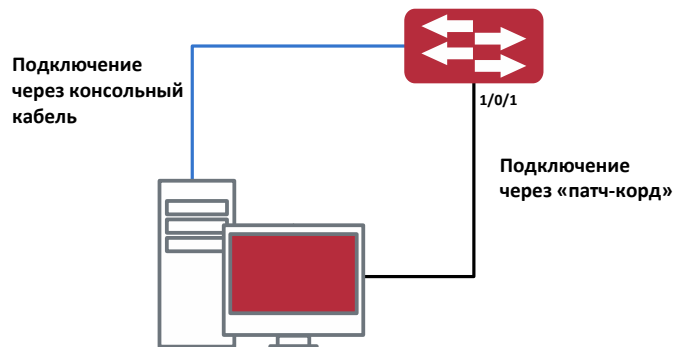 Подключение
через консольный
кабель
1/0/1
Подключение
через «патч-корд»